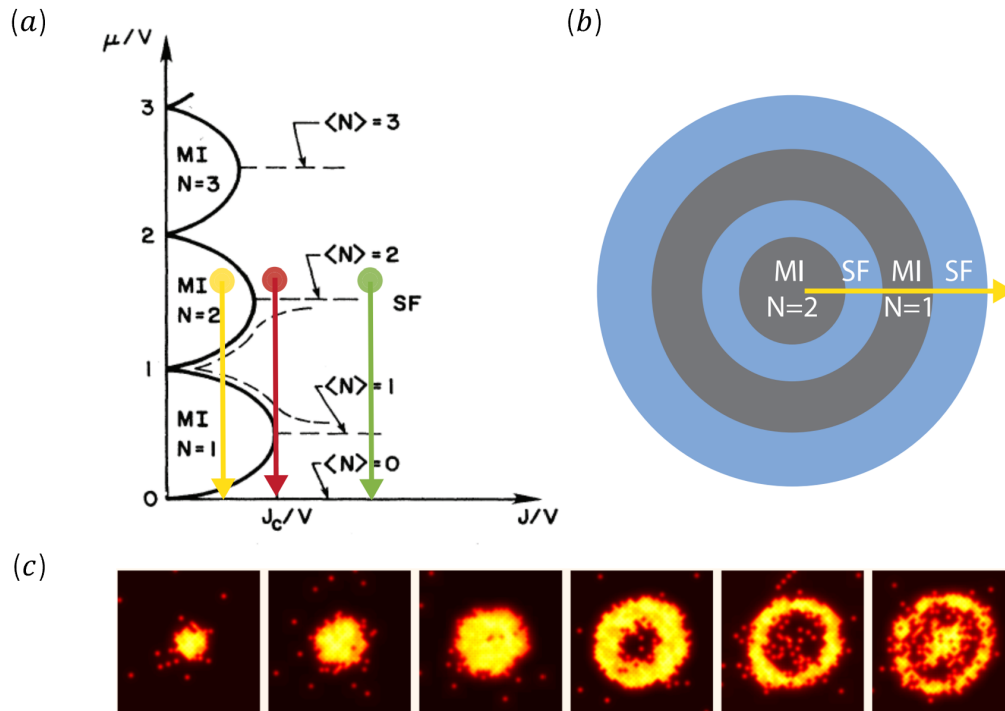 (a)
μ/V
3
MI
N=3
⟨N⟩=3
2
MI
N=2
⟨N⟩=2
SF
1
MI
N=1
⟨N⟩=1
⟨N⟩=0
0
J_C/V
J/V
(b)
MI SF MI SF
N=2 N=1
(c)